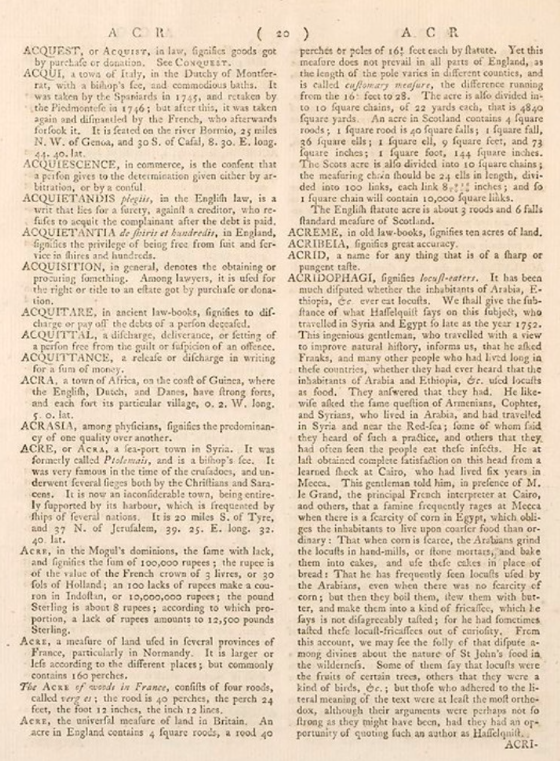 A C R ( 20 ) A C R
ACQUEST, or ACQUIST, in law, signifies goods got
by purchase or donation. See CONQUEST.
ACQUI, a town of Italy, in the Dutchy of Montser-
rat, with a bishop's see, and commodious baths. It
was taken by the Spaniards in 1745, and retaken by
the Piedmontese in 1746; but after this, it was taken
again and dismantled by the French, who afterwards
forsook it. It is seated on the river Bormio, 25 miles
N. W. of Genoa, and 30 S. of Casal, 8. 30. E. long.
44. 40. lat.
ACQUIESCENCE, in commerce, is the consent that
a person gives to the determination given either by ar-
bitration, or by a consul
ACQUIETANDIS plegiis, in the English law, is a
writ that lies for a surety, against a creditor, who re-
fuses to acquit the complainant after the debt is paid.
ACQUIETANTIA de shiris et hundredis, in England,
signifies the privilege of being free from suit and ser-
vice in shires and hundreds.
ACQUISITION, in general, denotes the obtaining or
procuring something. Among lawyers, it is used for
the right or title to an estate got by purchase or dona-
tion.
ACQUITARE, in ancient law-books, signifies to dis-
charge or pay off the debts of a person deceased.
ACQUITTAL, a discharge, deliverance, or setting of
a person free from the guilt or suspicion of an offence.
ACQUITTANCE, a release or discharge in writing
for a sum of money.
ACRA, a town of Africa, on the coast of Guinea, where
the English, Dutch, and Danes, have strong forts,
and each fort its particular village, 0. 2. W. long.
5. 0. lat.
ACRASIA, among physicians, signifies the predominan-
cy of one quality over another.
ACRE, or ACRA, a sea-port town in Syria. It was
formerly called Ptolemais, and is a bishop's see. It
was very famous in the time of the crusadoes, and un-
derwent several sieges both by the Christians and Sara-
cens. It is now an inconsiderable town, being entire-
ly supported by its harbour, which is frequented by
ships of several nations. It is 20 miles S. of Tyre,
and 37 N. of Jerusalem, 39. 25. E. long. 32.
40. lat.
ACRE, in the Mogul's dominions, the same with lack,
and signifies the sum of 100,000 rupees; the rupee is
of the value of the French crown of 3 livres, or 30
sols of Holland; an 100 lacks of rupees make a cou-
ron in Indostan, or 10,000,000 rupees; the pound
Sterling is about 8 rupees; according to which pro-
portion, a lack of rupees amounts to 12,500 pounds
Sterling.
ACRE, a measure of land used in several provinces of
France, particularly in Normandy. It is larger or
less according to the different places; but commonly
contains 160 perches.
The ACRE of woods in France, consists of four roods,
called verg es; the rood is 40 perches, the perch 24
feet, the foot 12 inches, the inch 12 lines.
ACRE, the universal measure of land in Britain. An
acre in England contains 4 square roods, a rood 40
perches or poles of 16½ feet each by statute. Yet this
measure does not prevail in all parts of England, as
the length of the pole varies in different counties, and
is called customary measure, the difference running
from the 16½ feet to 28. The acre is also divided in-
to 10 square chains, of 22 yards each, that is 4840
square yards. An acre in Scotland contains 4 square
roods; 1 square rood is 40 square falls; 1 square fall,
36 square ells; 1 square ell, 9 square feet, and 73
square inches; 1 square foot, 144 square inches.
The Scots acre is also divided into 10 square chains;
the measuring chain should be 24 ells in length, divi-
ded into 100 links, each link 8 inches; and so
1 square chain will contain 10,000 square links.
The English statute acre is about 3 roods and 6 falls
standard measure of Scotland.
ACREME, in old law-books, signifies ten acres of land.
ACRIBEIA, signifies great accuracy.
ACRID, a name for any thing that is of a sharp or
pungent taste.
ACRIDOPHAGI, signifies locust-eaters. It has been
much disputed whether the inhabitants of Arabia, E-
thiopia, &c. ever eat locusts. We shall give the sub-
stance of what Hasselquist says on this subject, who
travelled in Syria and Egypt so late as the year 1752.
This ingenious gentleman, who travelled with a view
to improve natural history, informs us, that he asked
Franks, and many other people who had lived long in
these countries, whether they had ever heard that the
inhabitants of Arabia and Ethiopia, &c. used locusts
as food. They answered that they had. He like-
wise asked the same question of Armenians, Cophtes,
and Syrians, who lived in Arabia, and had travelled
in Syria and near the Red-sea; some of whom said
they heard of such a practice, and others that they
had often seen the people eat these insects. He at
last obtained complete satisfaction on this head from a
learned sheck at Cairo, who had lived six years in
Mecca. This gentleman told him, in presence of M.
le Grand, the principal French interpreter at Cairo,
and others, that a famine frequently rages at Mecca
when there is a scarcity of corn in Egypt, which obli-
ges the inhabitants to live upon coarser food than or-
dinary: That when corn is scarce, the Arabians grind
the locusts in hand-mills, or stone mortars, and bake
them into cakes, and use these cakes in place of
bread: That he has frequently seen locusts used by
the Arabians, even when there was no scarcity of
corn; but then they boil them, stew them with but-
ter, and make them into a kind of fricassee, which he
says is not disagreeably tasted; for he had sometimes
tasted these locust-fricassees out of curiosity. From
this account, we may see the folly of that dispute a-
mong divines about the nature of St John's food in
the wilderness. Some of them say that locusts were
the fruits of certain trees, others that they were a
kind of birds, &c.; but those who adhered to the li-
teral meaning of the text were at least the most ortho-
dox, although their arguments were perhaps not so
strong as they might have been, had they had an op-
portunity of quoting such an author as Hasselquist.
ACRI-